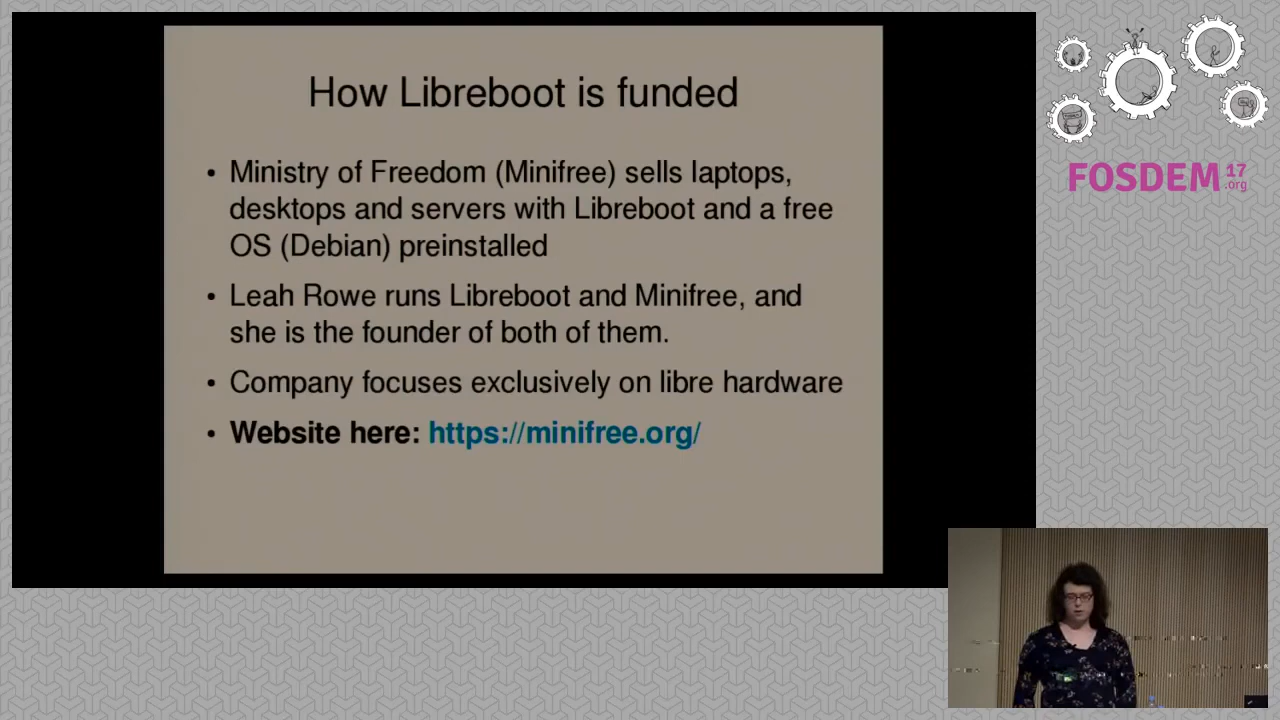 How Libreboot is funded
• Ministry of Freedom (Minifree) sells laptops,
desktops and servers with Libreboot and a free
OS (Debian) preinstalled
• Leah Rowe runs Libreboot and Minifree, and
she is the founder of both of them.
• Company focuses exclusively on libre hardware
• Website here: https://minifree.org/
FOSDEM 17
.org